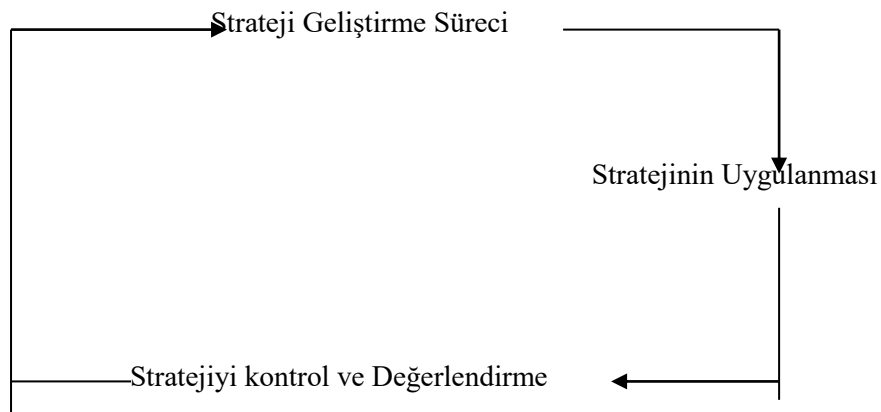 Strateji Geliştirme Süreci
Stratejinin Uygulanması
Stratejiyi kontrol ve Değerlendirme